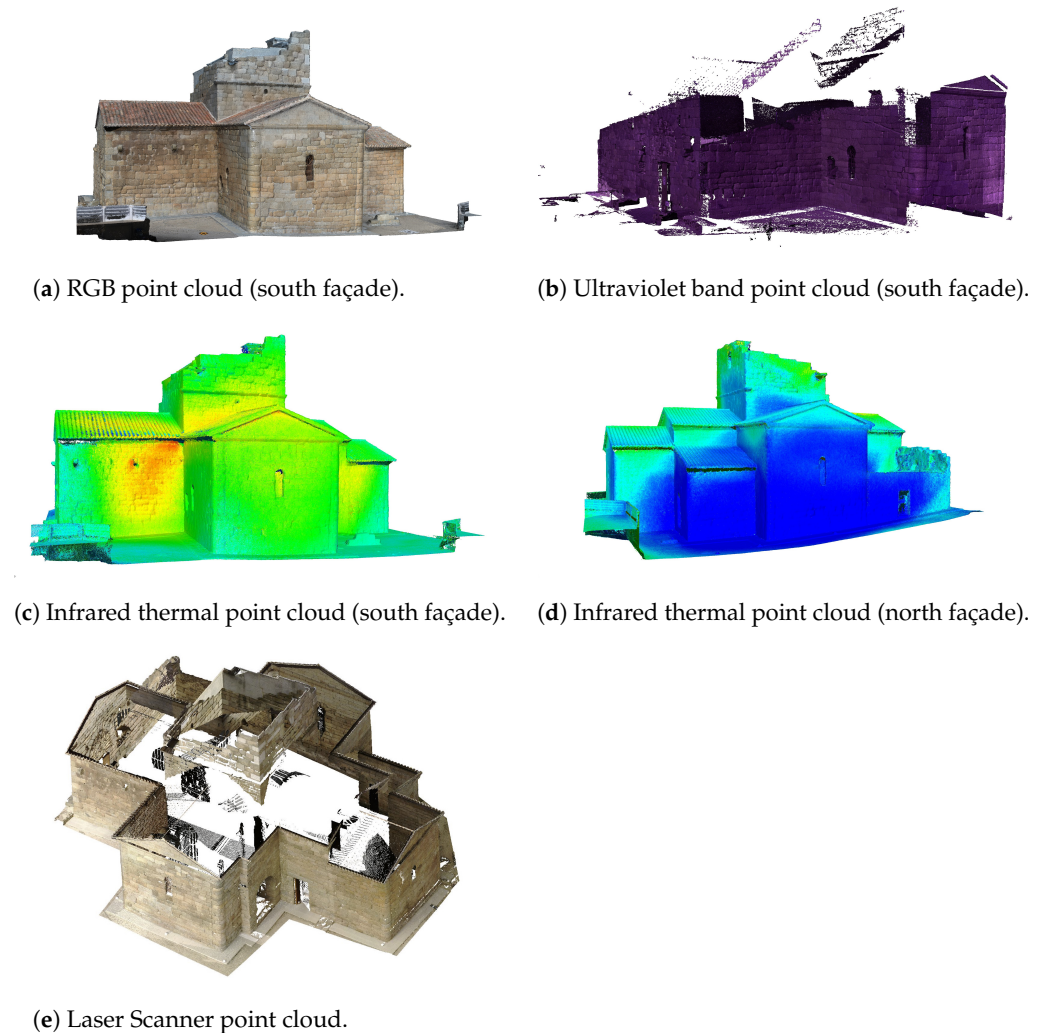 (a) RGB point cloud (south façade).
(b) Ultraviolet band point cloud (south façade).
(c) Infrared thermal point cloud (south façade).
(d) Infrared thermal point cloud (north façade).
(e) Laser Scanner point cloud.